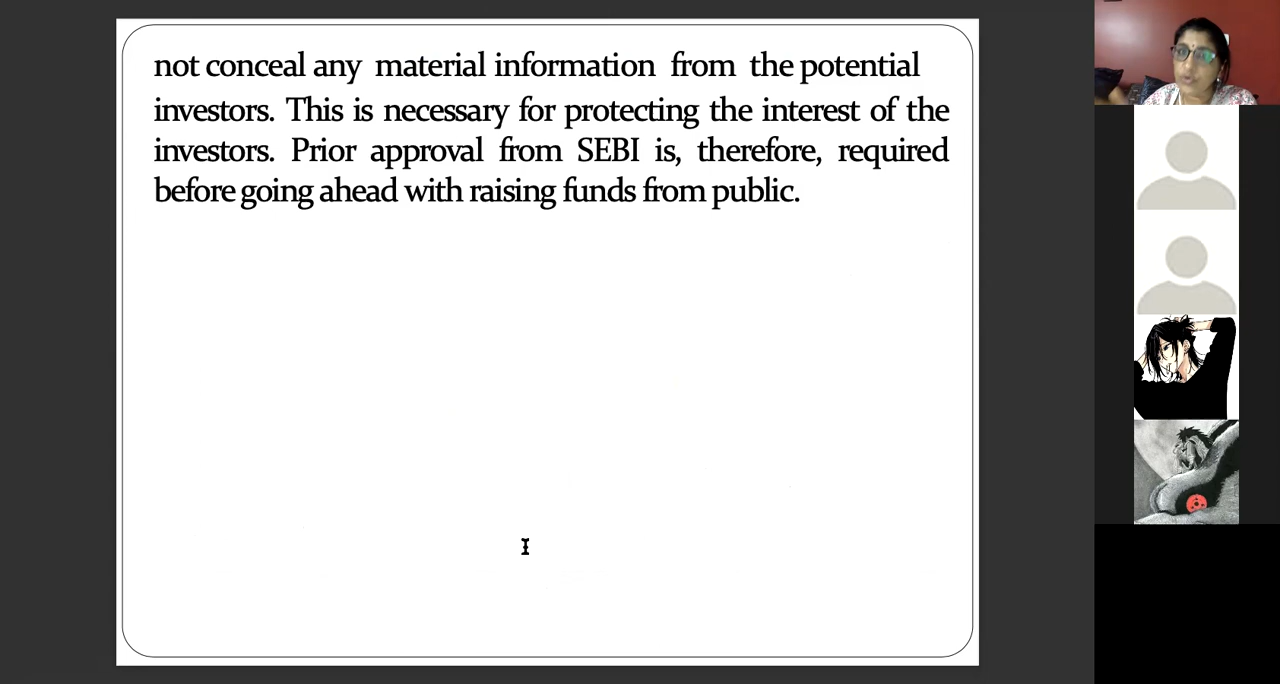 not conceal any material information from the potential
investors. This is necessary for protecting the interest of the
investors. Prior approval from SEBI is, therefore, required
before going ahead with raising funds from public.